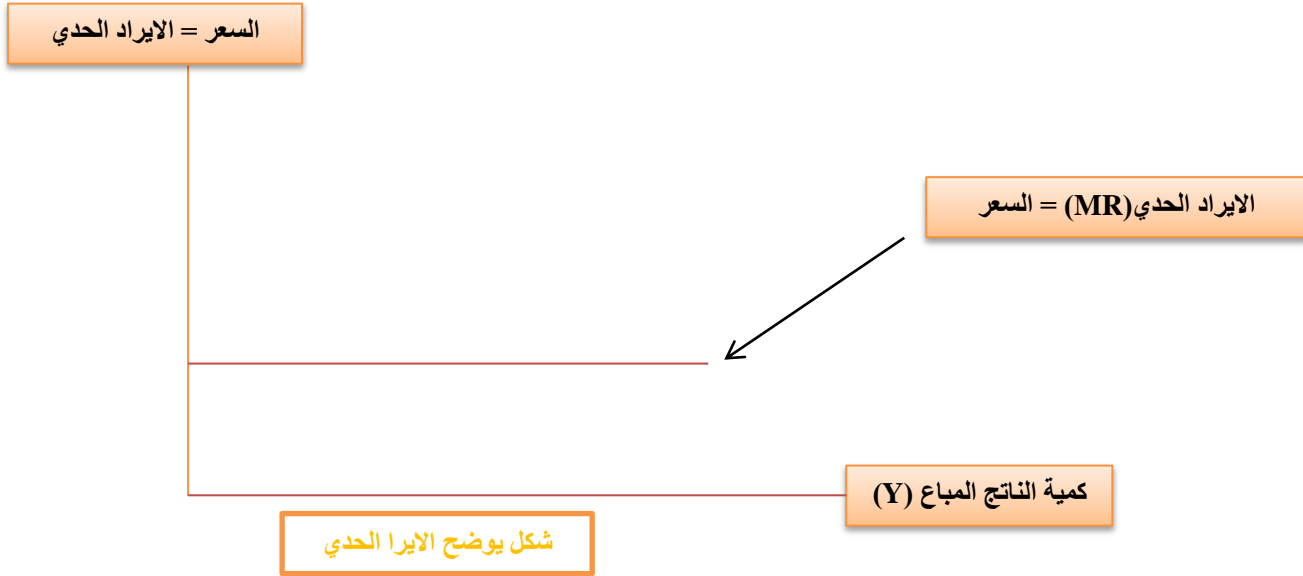 السعر = الايراد الحدي
الايراد الحدي(MR) = السعر
كمية الناتج المباع (Y)
شكل يوضح الايرا الحدي